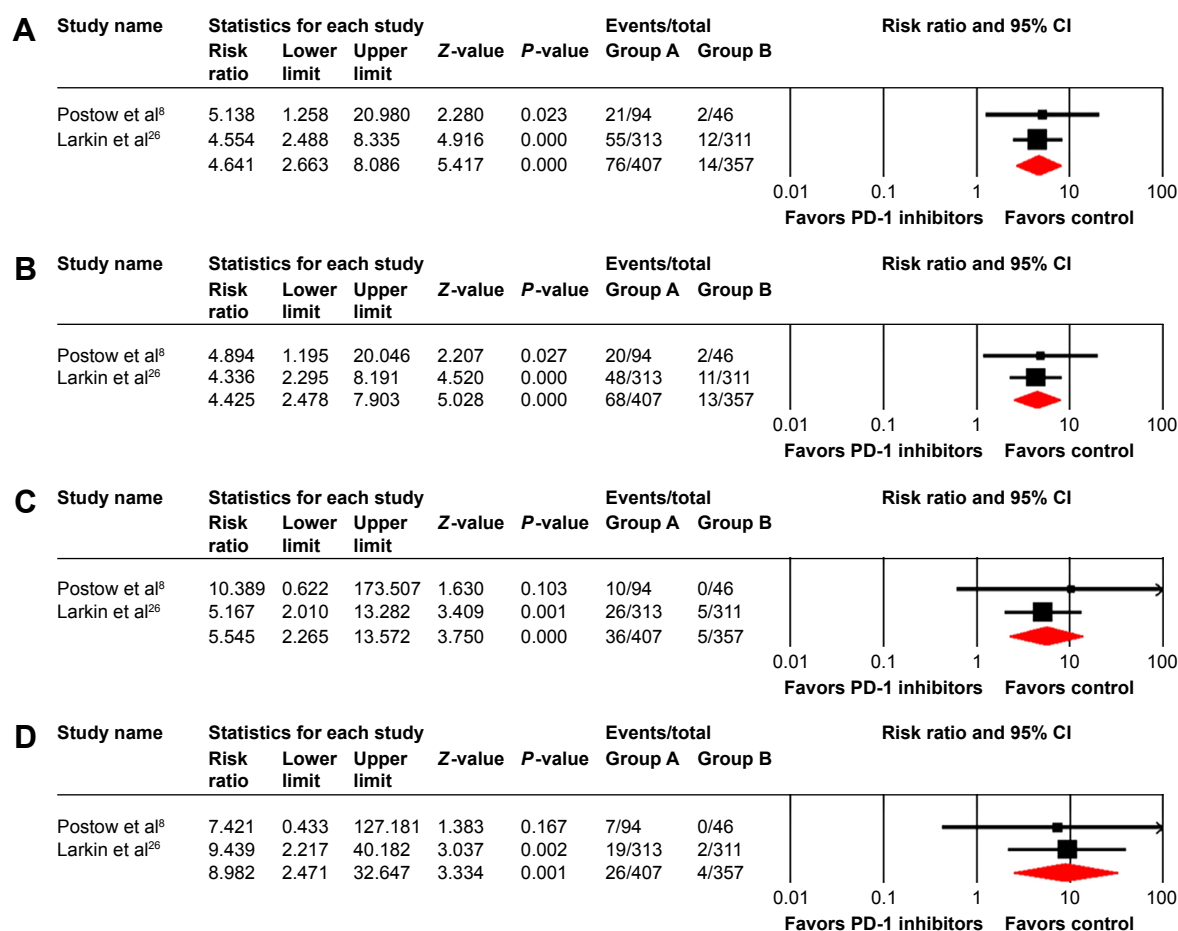 A Study name Statistics for each study Events/total Risk ratio and 95% CI
Risk ratio Lower limit Upper limit Z-value P-value Group A Group B
Postow et al8 5.138 1.258 20.980 2.280 0.023 21/94 2/46
Larkin et al26 4.554 2.488 8.335 4.916 0.000 55/313 12/311
4.641 2.663 8.086 5.417 0.000 76/407 14/357
0.01 0.1 1 10 100
Favors PD-1 inhibitors Favors control
B Study name Statistics for each study Events/total Risk ratio and 95% CI
Risk ratio Lower limit Upper limit Z-value P-value Group A Group B
Postow et al8 4.894 1.195 20.046 2.207 0.027 20/94 2/46
Larkin et al26 4.336 2.295 8.191 4.520 0.000 48/313 11/311
4.425 2.478 7.903 5.028 0.000 68/407 13/357
0.01 0.1 1 10 100
Favors PD-1 inhibitors Favors control
C Study name Statistics for each study Events/total Risk ratio and 95% CI
Risk ratio Lower limit Upper limit Z-value P-value Group A Group B
Postow et al8 10.389 0.622 173.507 1.630 0.103 10/94 0/46
Larkin et al26 5.167 2.010 13.282 3.409 0.001 26/313 5/311
5.545 2.265 13.572 3.750 0.000 36/407 5/357
0.01 0.1 1 10 100
Favors PD-1 inhibitors Favors control
D Study name Statistics for each study Events/total Risk ratio and 95% CI
Risk ratio Lower limit Upper limit Z-value P-value Group A Group B
Postow et al8 7.421 0.433 127.181 1.383 0.167 7/94 0/46
Larkin et al26 9.439 2.217 40.182 3.037 0.002 19/313 2/311
8.982 2.471 32.647 3.334 0.001 26/407 4/357
0.01 0.1 1 10 100
Favors PD-1 inhibitors Favors control